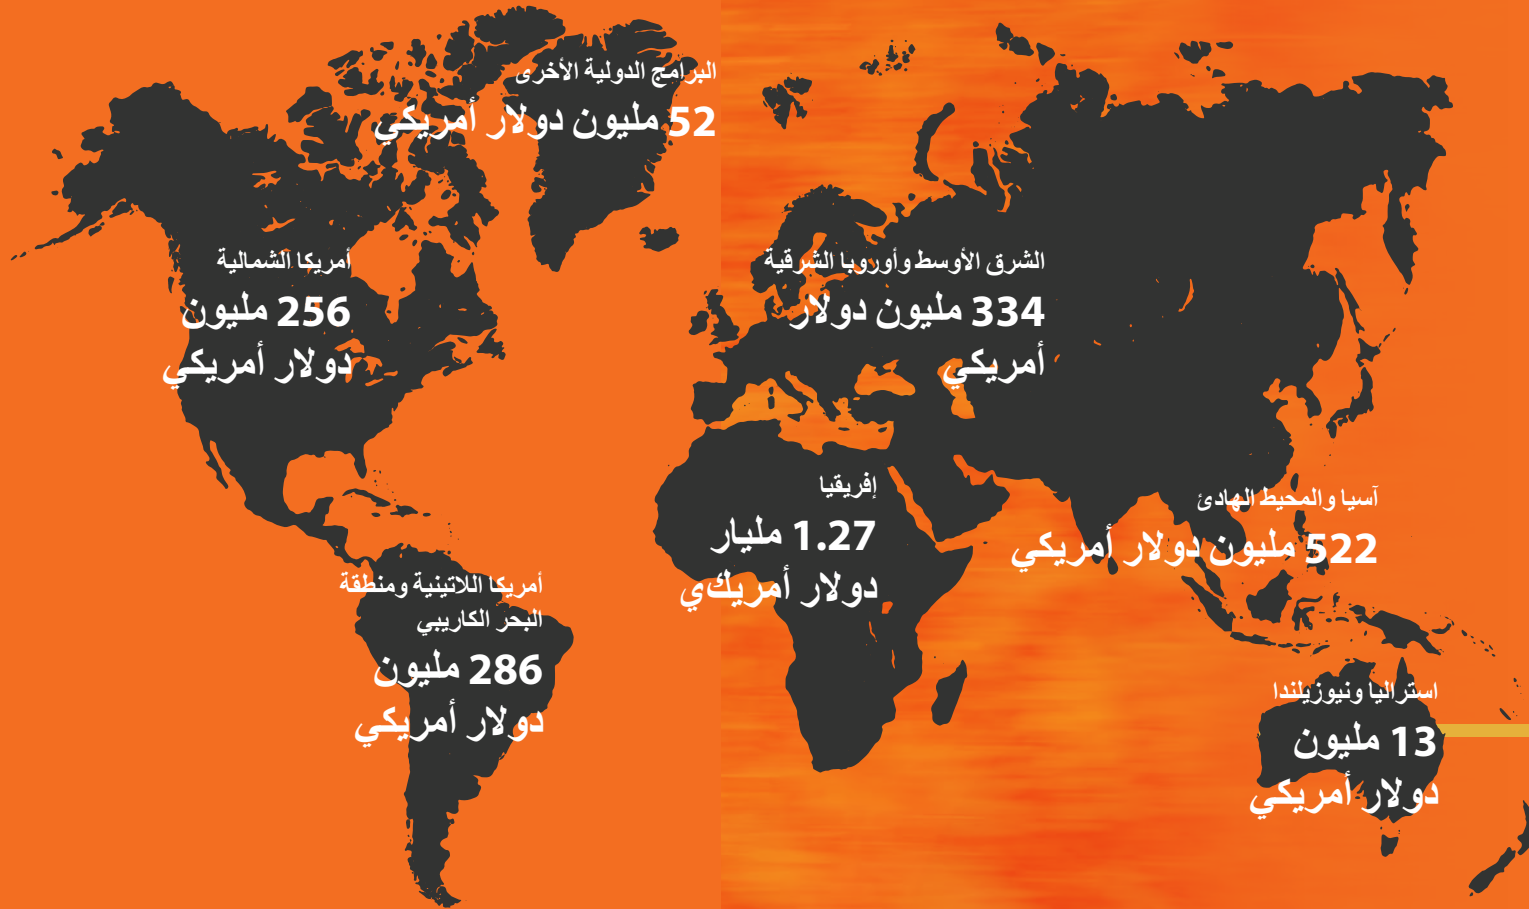 البرامج الدولية الأخرى
52 مليون دولار أمريكي
أمريكا الشمالية
256 مليون
دولار أمريكي
الشرق الأوسط وأوروبا الشرقية
334 مليون دولار
أمريكي
إفريقيا
1.27 مليار
دولار أمريكي
آسيا والمحيط الهادئ
522 مليون دولار أمريكي
أمريكا اللاتينية ومنطقة
البحر الكاريبي
286 مليون
دولار أمريكي
استراليا ونيوزيلندا
13 مليون
دولار أمريكي